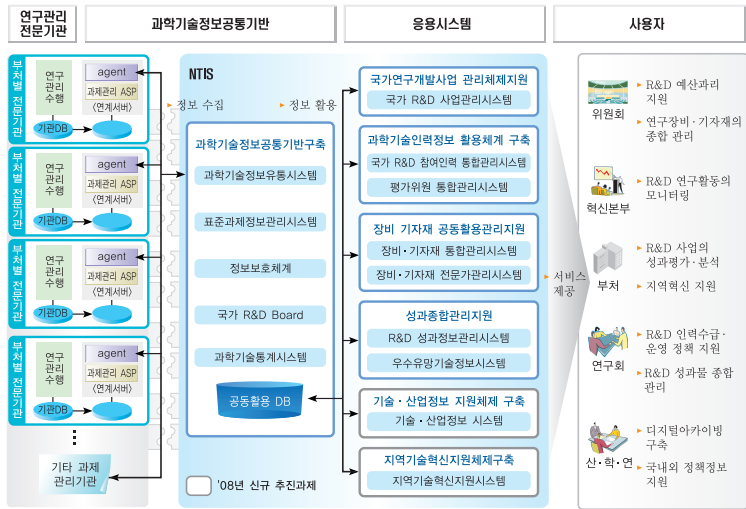 연구관리
전문기관
과학기술정보공통기반
응용시스템
사용자
부처별 전문기관
연구
관리
수행
기관DB
agent
과제관리 ASP
〈연계서버〉
부처별 전문기관
연구
관리
수행
기관DB
agent
과제관리 ASP
〈연계서버〉
부처별 전문기관
연구
관리
수행
기관DB
agent
과제관리 ASP
〈연계서버〉
부처별 전문기관
연구
관리
수행
기관DB
agent
과제관리 ASP
〈연계서버〉
기타 과제
관리기관
NTIS
정보 수집
정보 활용
과학기술정보공통기반구축
과학기술정보유통시스템
표준과제정보관리시스템
정보보호체계
국가 R&D Board
과학기술통계시스템
공동활용 DB
'08년 신규 추진과제
국가연구개발사업 관리체제지원
국가 R&D 사업관리시스템
과학기술인력정보 활용체계 구축
국가 R&D 참여인력 통합관리시스템
평가위원 통합관리시스템
장비 기자재 공동활용관리지원
장비·기자재 통합관리시스템
장비·기자재 전문가관리시스템
성과종합관리지원
R&D 성과정보관리시스템
우수유망기술정보시스템
기술·산업정보 지원체제 구축
기술·산업정보 시스템
지역기술혁신지원체제구축
지역기술혁신지원시스템
서비스
제공
위원회
R&D 예산과리
지원
연구장비·기자재의
종합 관리
혁신본부
R&D 연구활동의
모니터링
부처
R&D 사업의
성과평가·분석
지역혁신 지원
연구회
R&D 인력수급·
운영 정책 지원
R&D 성과물 종합
관리
산·학·연
디지털아카이빙
구축
국내외 정책정보
지원